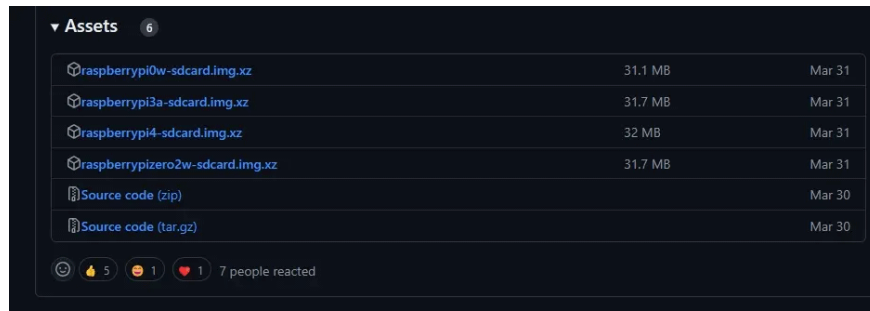 Assets 6
raspberrypi0w-sdcard.img.xz 31.1 MB Mar 31
raspberrypi3a-sdcard.img.xz 31.7 MB Mar 31
raspberrypi4-sdcard.img.xz 32 MB Mar 31
raspberrypizero2w-sdcard.img.xz 31.7 MB Mar 31
Source code (zip) Mar 30
Source code (tar.gz) Mar 30
5 1 1 7 people reacted